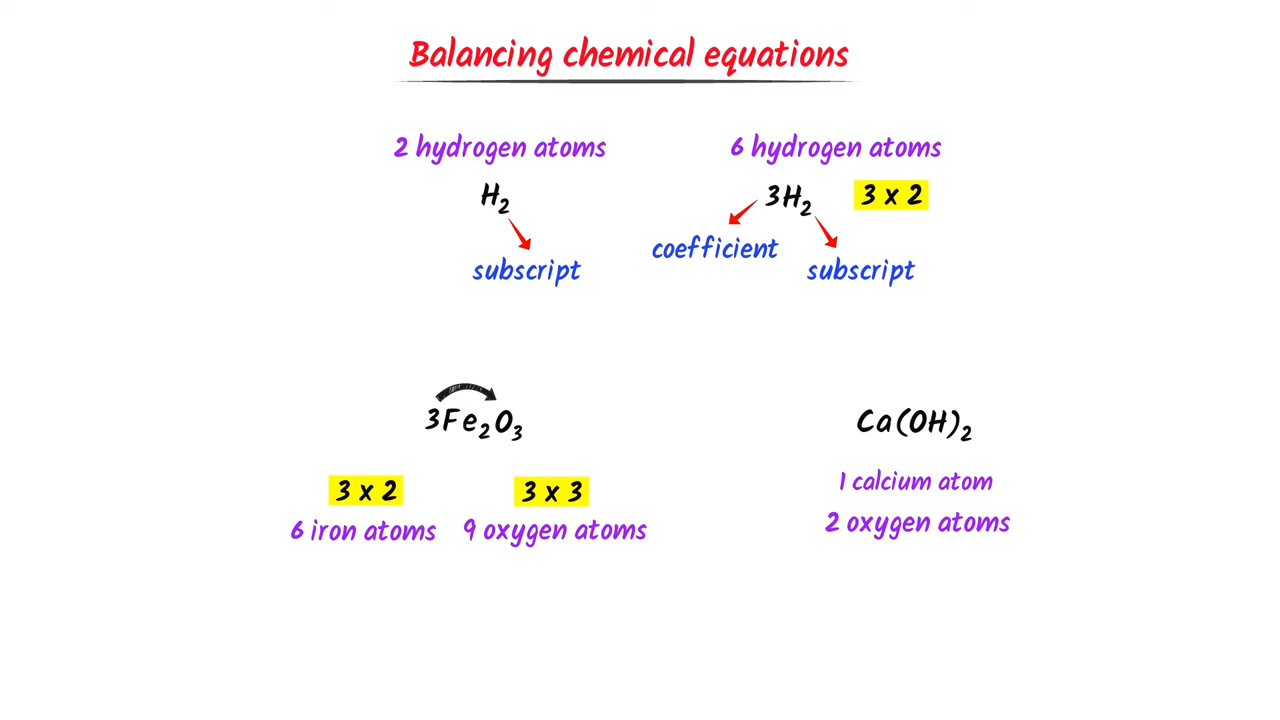 Balancing chemical equations
2 hydrogen atoms
H₂
subscript
6 hydrogen atoms
3H₂
3 x 2
coefficient
subscript
3Fe₂O₃
3 x 2
6 iron atoms
3 x 3
9 oxygen atoms
Ca(OH)₂
1 calcium atom
2 oxygen atoms